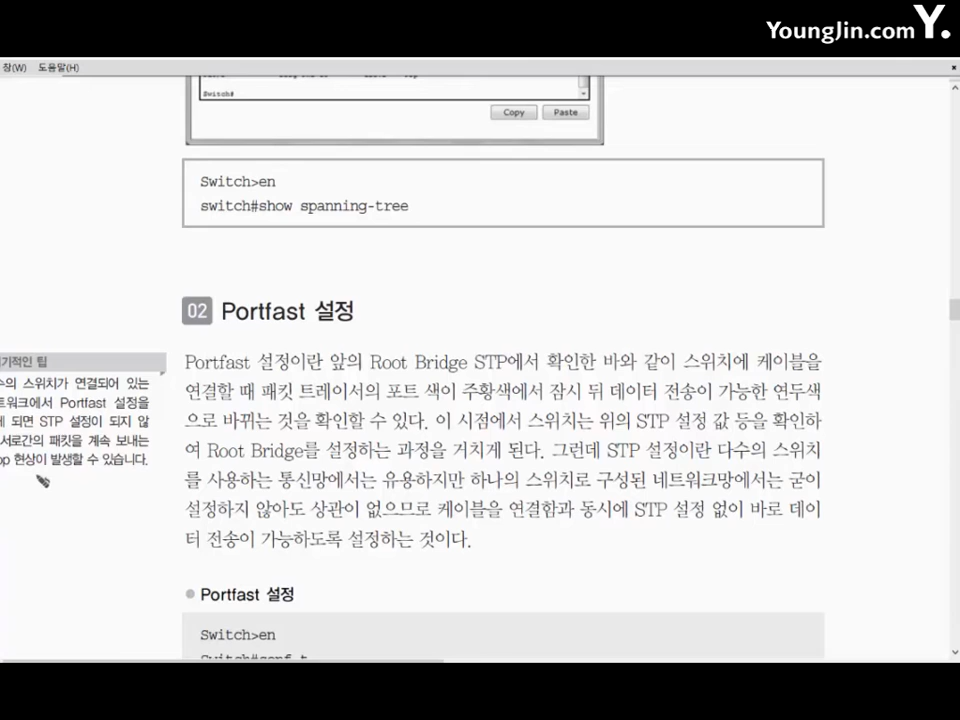 YoungJin.com Y.
창(W) 도움말(H)
Switch#
Copy Paste
Switch>en
switch#show spanning-tree
02 Portfast 설정
기적인 팁
수의 스위치가 연결되어 있는
트워크에서 Portfast 설정을
게 되면 STP 설정이 되지 않
서로간의 패킷을 계속 보내는
op 현상이 발생할 수 있습니다.
Portfast 설정이란 앞의 Root Bridge STP에서 확인한 바와 같이 스위치에 케이블을
연결할 때 패킷 트레이서의 포트 색이 주황색에서 잠시 뒤 데이터 전송이 가능한 연두색
으로 바뀌는 것을 확인할 수 있다. 이 시점에서 스위치는 위의 STP 설정 값 등을 확인하
여 Root Bridge를 설정하는 과정을 거치게 된다. 그런데 STP 설정이란 다수의 스위치
를 사용하는 통신망에서는 유용하지만 하나의 스위치로 구성된 네트워크망에서는 굳이
설정하지 않아도 상관이 없으므로 케이블을 연결함과 동시에 STP 설정 없이 바로 데이
터 전송이 가능하도록 설정하는 것이다.
Portfast 설정
Switch>en
Switch#conf t